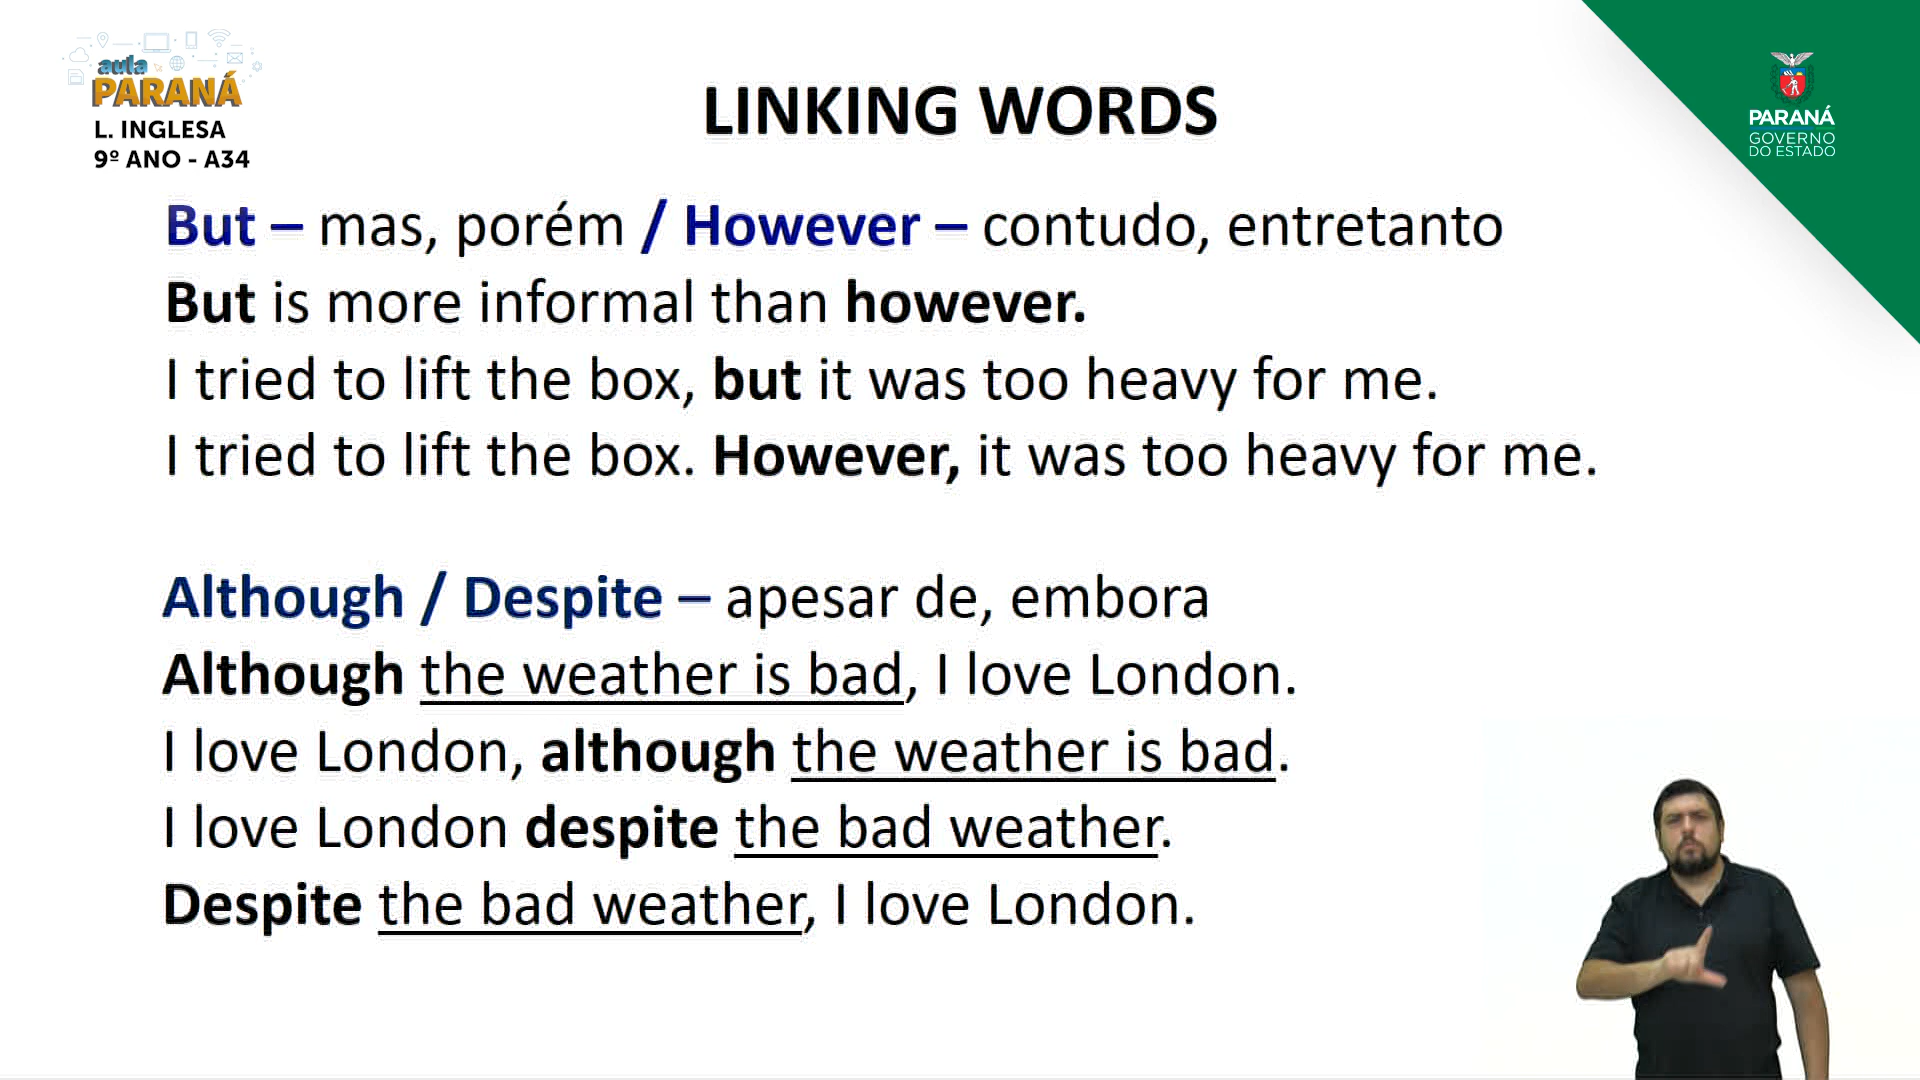 aula
PARANÁ
L. INGLESA
9º ANO - A34
LINKING WORDS
PARANÁ
GOVERNO
DO ESTADO
But – mas, porém / However – contudo, entretanto
But is more informal than however.
I tried to lift the box, but it was too heavy for me.
I tried to lift the box. However, it was too heavy for me.
Although / Despite – apesar de, embora
Although the weather is bad, I love London.
I love London, although the weather is bad.
I love London despite the bad weather.
Despite the bad weather, I love London.